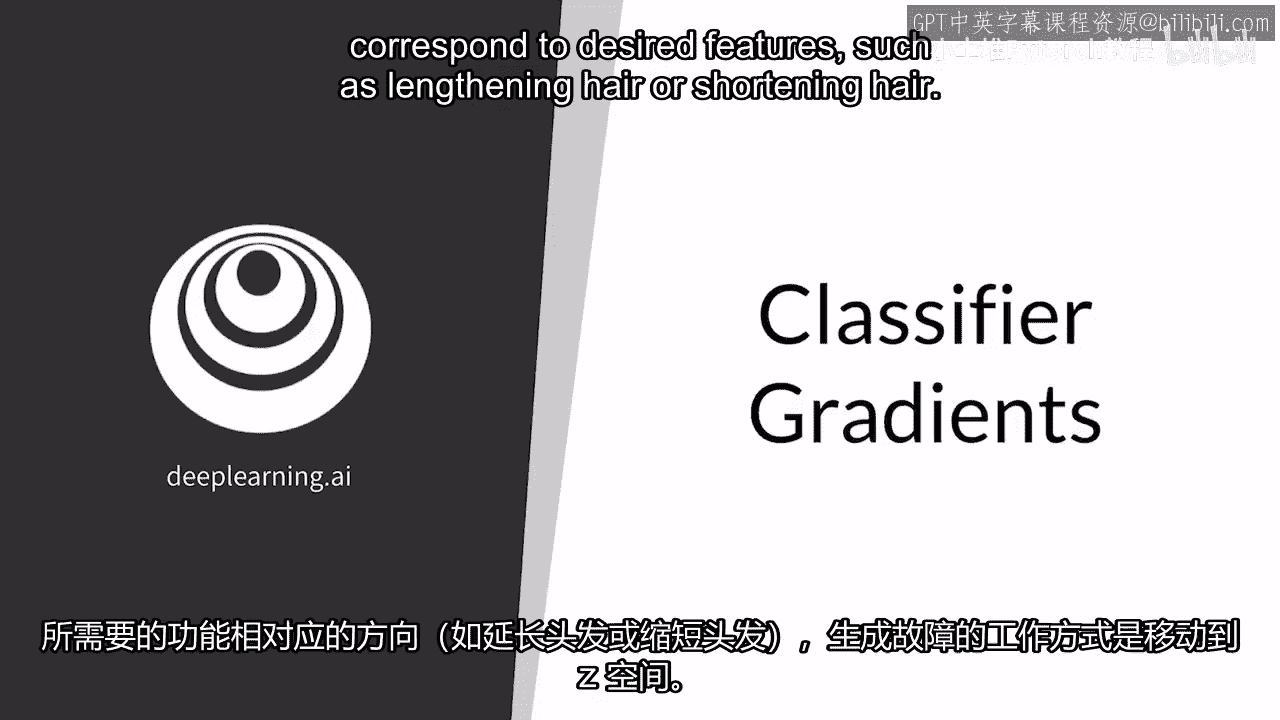 GPT中英字幕课程资源@bilibili.com
correspond to desired features, such
as lengthening hair or shortening hair.
Classifier
Gradients
deeplearning.ai
所需要的功能相对应的方向（如延长头发或缩短头发），生成故障的工作方式是移动到
Z 空间。